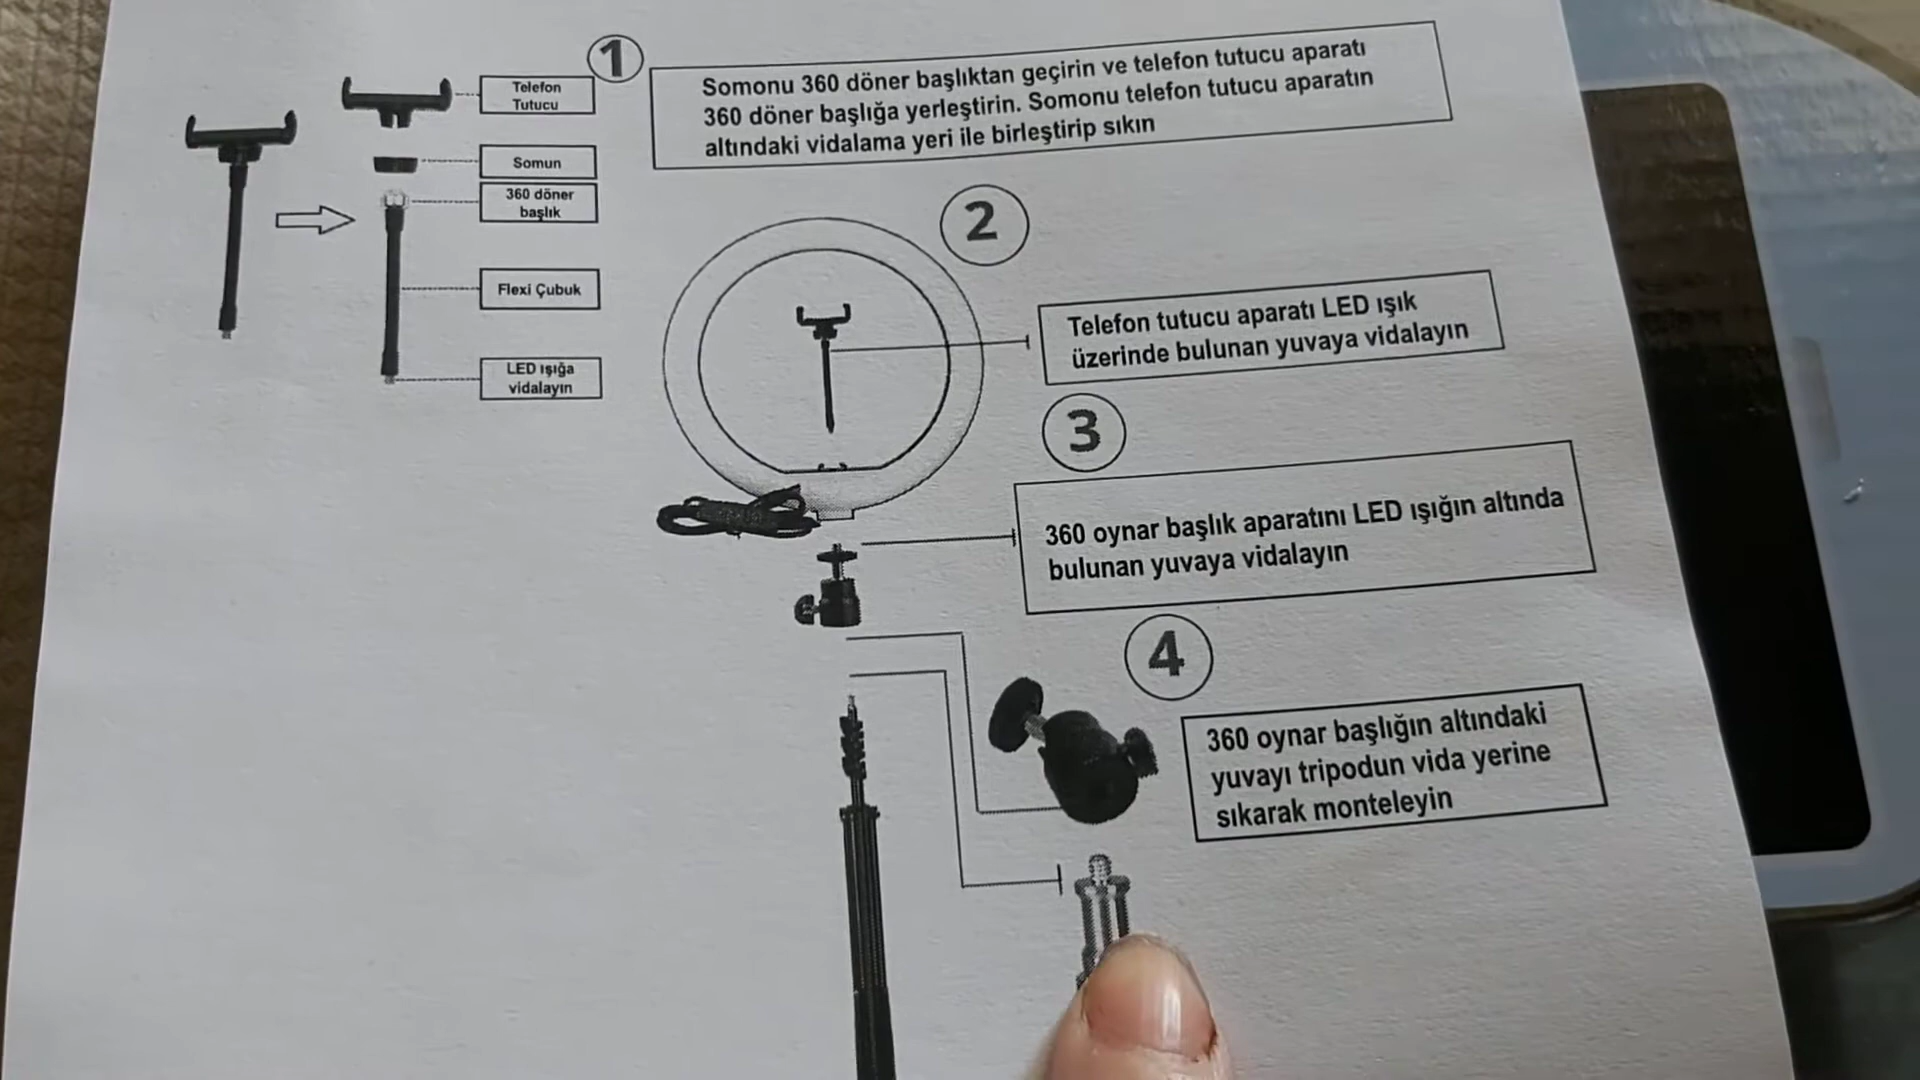 1
Somonu 360 döner başlıktan geçirin ve telefon tutucu aparatı
360 döner başlığa yerleştirin. Somonu telefon tutucu aparatın
altındaki vidalama yeri ile birleştirip sıkın
Telefon
Tutucu
Somun
360 döner
başlık
Flexi Çubuk
LED ışığa
vidalayın
2
Telefon tutucu aparatı LED ışık
üzerinde bulunan yuvaya vidalayın
3
360 oynar başlık aparatını LED ışığın altında
bulunan yuvaya vidalayın
4
360 oynar başlığın altındaki
yuvayı tripodun vida yerine
sıkarak monteleyin